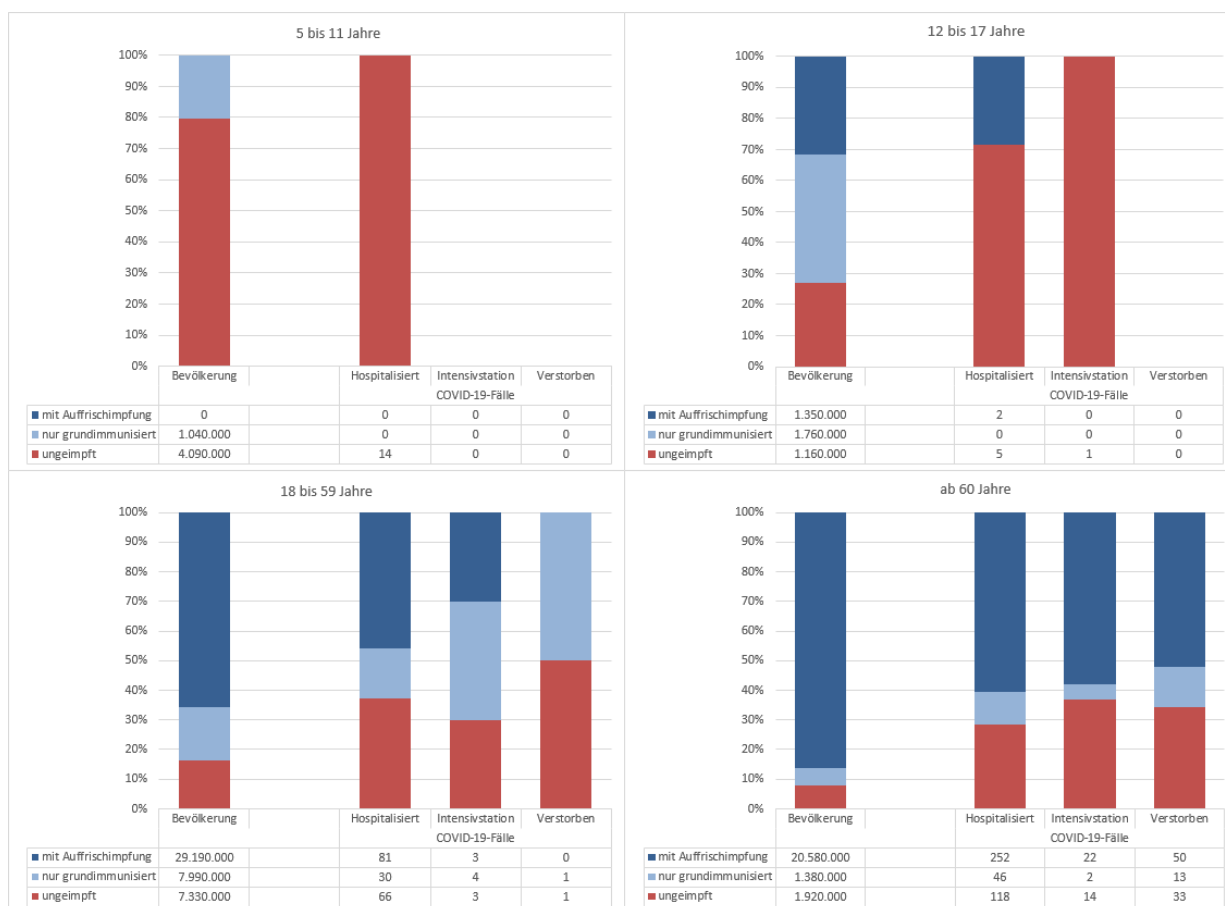 5 bis 11 Jahre
100%
90%
80%
70%
60%
50%
40%
30%
20%
10%
0%
Bevölkerung Hospitalisiert Intensivstation Verstorben
COVID-19-Fälle
mit Auffrischimpfung 0 0 0 0
nur grundimmunisiert 1.040.000 0 0 0
ungeimpft 4.090.000 14 0 0
12 bis 17 Jahre
100%
90%
80%
70%
60%
50%
40%
30%
20%
10%
0%
Bevölkerung Hospitalisiert Intensivstation Verstorben
COVID-19-Fälle
mit Auffrischimpfung 1.350.000 2 0 0
nur grundimmunisiert 1.760.000 0 0 0
ungeimpft 1.160.000 5 1 0
18 bis 59 Jahre
100%
90%
80%
70%
60%
50%
40%
30%
20%
10%
0%
Bevölkerung Hospitalisiert Intensivstation Verstorben
COVID-19-Fälle
mit Auffrischimpfung 29.190.000 81 3 0
nur grundimmunisiert 7.990.000 30 4 1
ungeimpft 7.330.000 66 3 1
ab 60 Jahre
100%
90%
80%
70%
60%
50%
40%
30%
20%
10%
0%
Bevölkerung Hospitalisiert Intensivstation Verstorben
COVID-19-Fälle
mit Auffrischimpfung 20.580.000 252 22 50
nur grundimmunisiert 1.380.000 46 2 13
ungeimpft 1.920.000 118 14 33